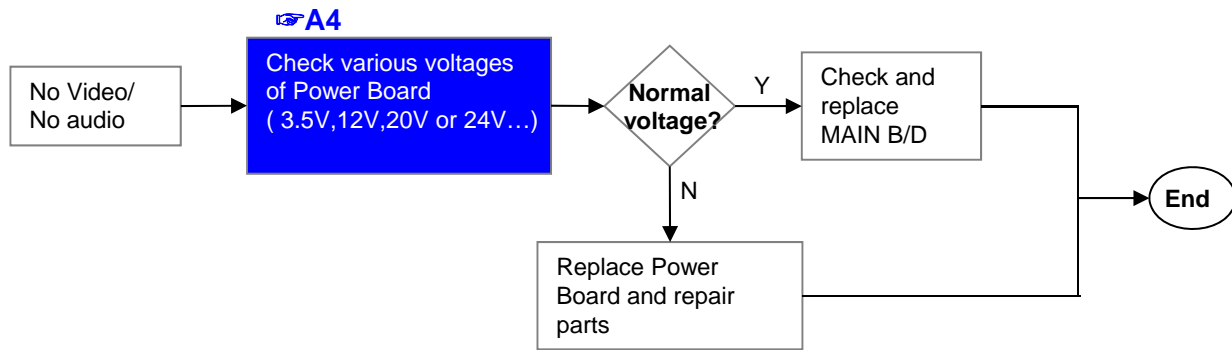 ☞A4
No Video/
No audio
Check various voltages
of Power Board
( 3.5V,12V,20V or 24V…)
Normal
voltage?
Y
Check and
replace
MAIN B/D
N
Replace Power
Board and repair
parts
End